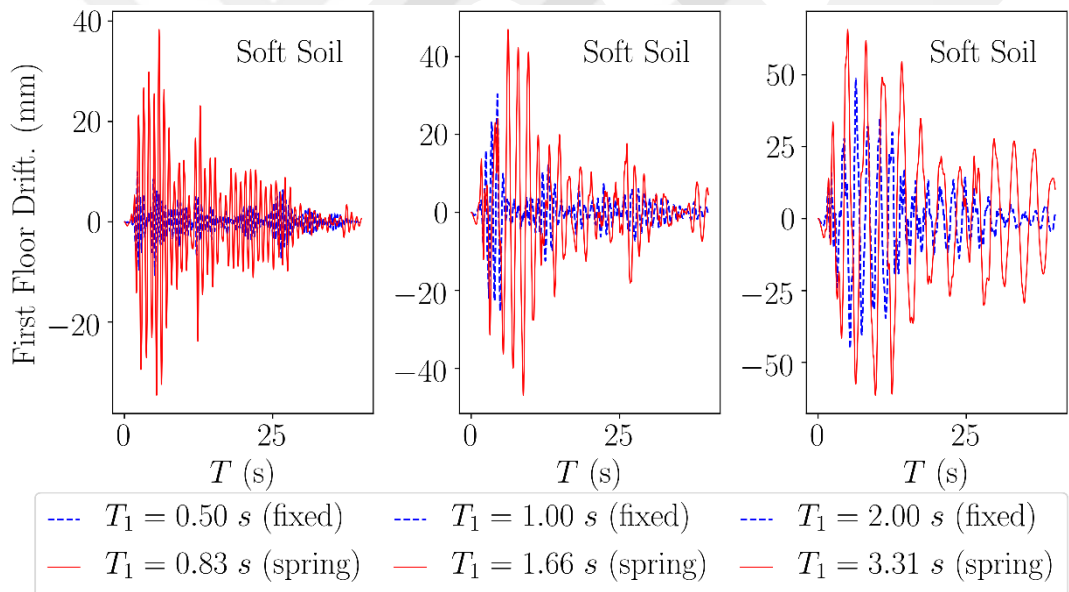 First Floor Drift. (mm)
40
20
0
−20
Soft Soil
0
25
T (s)
40
20
0
−20
−40
Soft Soil
0
25
T (s)
50
25
0
−25
−50
Soft Soil
0
25
T (s)
T₁ = 0.50 s (fixed)
T₁ = 0.83 s (spring)
T₁ = 1.00 s (fixed)
T₁ = 1.66 s (spring)
T₁ = 2.00 s (fixed)
T₁ = 3.31 s (spring)